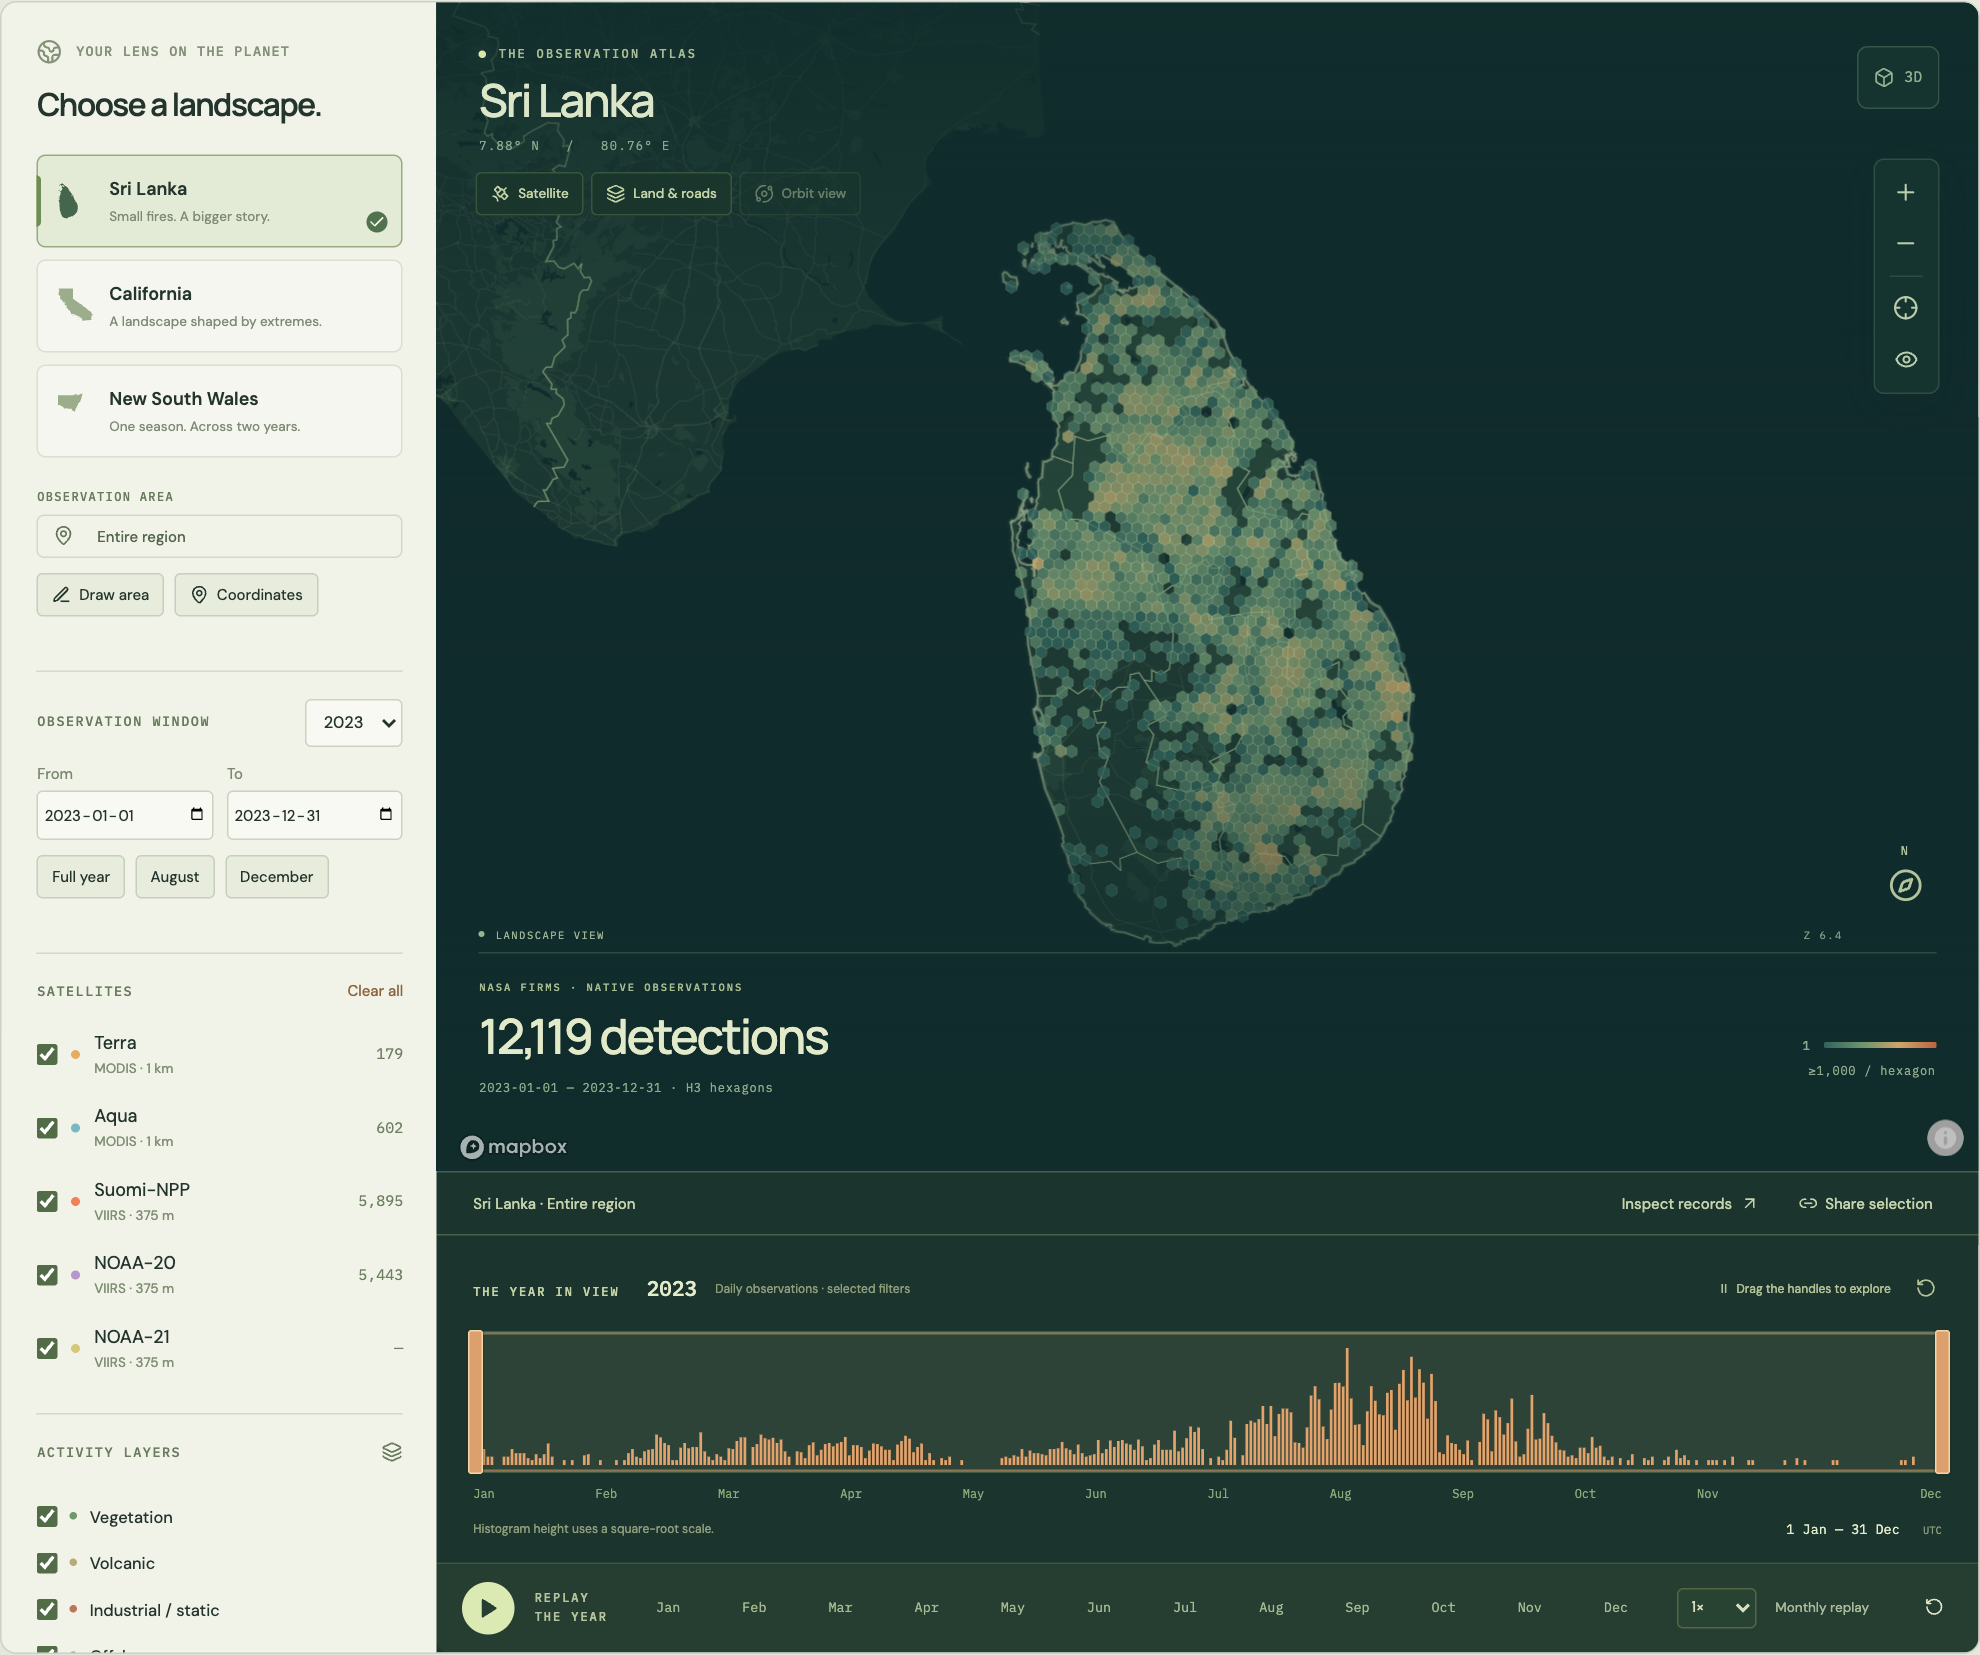 YOUR LENS ON THE PLANET
Choose a landscape.
Sri Lanka
Small fires. A bigger story.
California
A landscape shaped by extremes.
New South Wales
One season. Across two years.
OBSERVATION AREA
Entire region
Draw area
Coordinates
OBSERVATION WINDOW
2023
From
To
2023-01-01
2023-12-31
Full year
August
December
SATELLITES
Clear all
Terra
MODIS · 1 km
179
Aqua
MODIS · 1 km
602
Suomi-NPP
VIIRS · 375 m
5,895
NOAA-20
VIIRS · 375 m
5,443
NOAA-21
VIIRS · 375 m
—
ACTIVITY LAYERS
Vegetation
Volcanic
Industrial / static
THE OBSERVATION ATLAS
Sri Lanka
7.88° N / 80.76° E
Satellite
Land & roads
Orbit view
3D
N
LANDSCAPE VIEW
Z 6.4
NASA FIRMS · NATIVE OBSERVATIONS
12,119 detections
2023-01-01 — 2023-12-31 · H3 hexagons
1
≥1,000 / hexagon
mapbox
Sri Lanka · Entire region
Inspect records
Share selection
THE YEAR IN VIEW 2023 Daily observations · selected filters
Drag the handles to explore
Jan Feb Mar Apr May Jun Jul Aug Sep Oct Nov Dec
Histogram height uses a square-root scale.
1 Jan — 31 Dec UTC
REPLAY
THE YEAR
Jan Feb Mar Apr May Jun Jul Aug Sep Oct Nov Dec
1×
Monthly replay